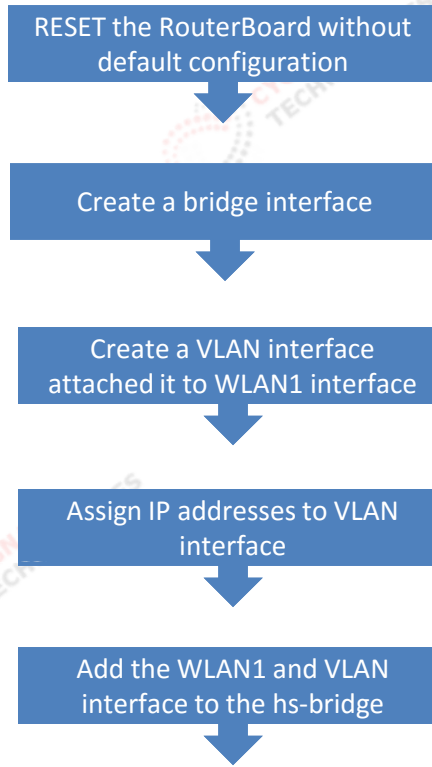 RESET the RouterBoard without
default configuration
Create a bridge interface
Create a VLAN interface
attached it to WLAN1 interface
Assign IP addresses to VLAN
interface
Add the WLAN1 and VLAN
interface to the hs-bridge